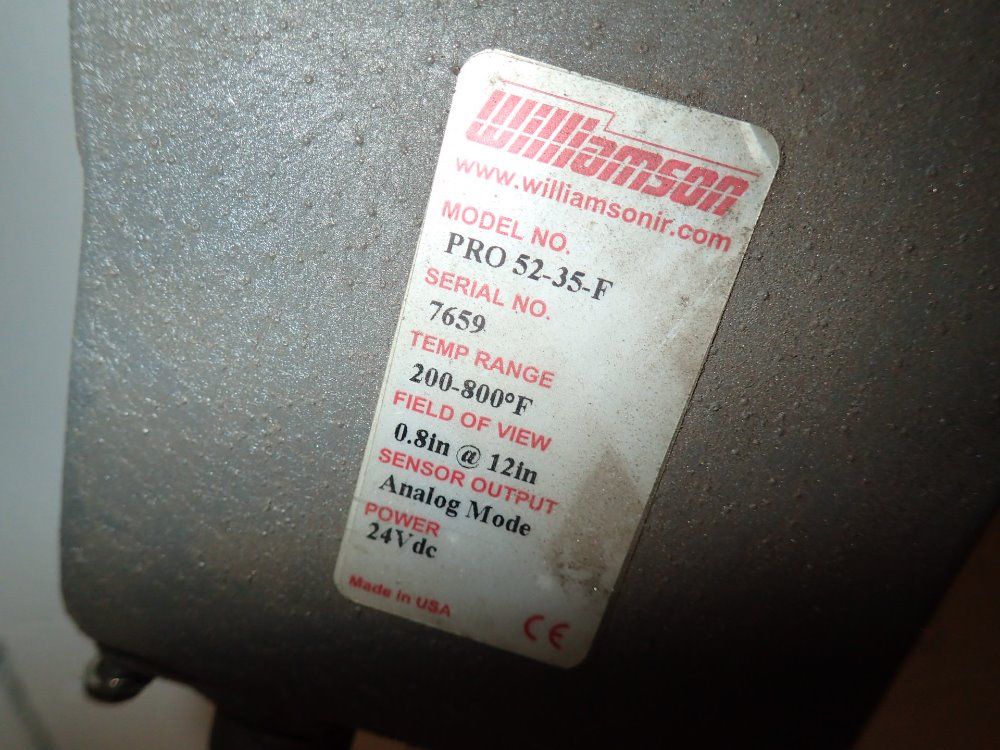 Williamson
www.williamsonir.com
MODEL NO.
PRO 52-35-F
SERIAL NO.
7659
TEMP RANGE
200-800°F
FIELD OF VIEW
0.8in @ 12in
SENSOR OUTPUT
Analog Mode
POWER
24Vdc
Made in USA
CE